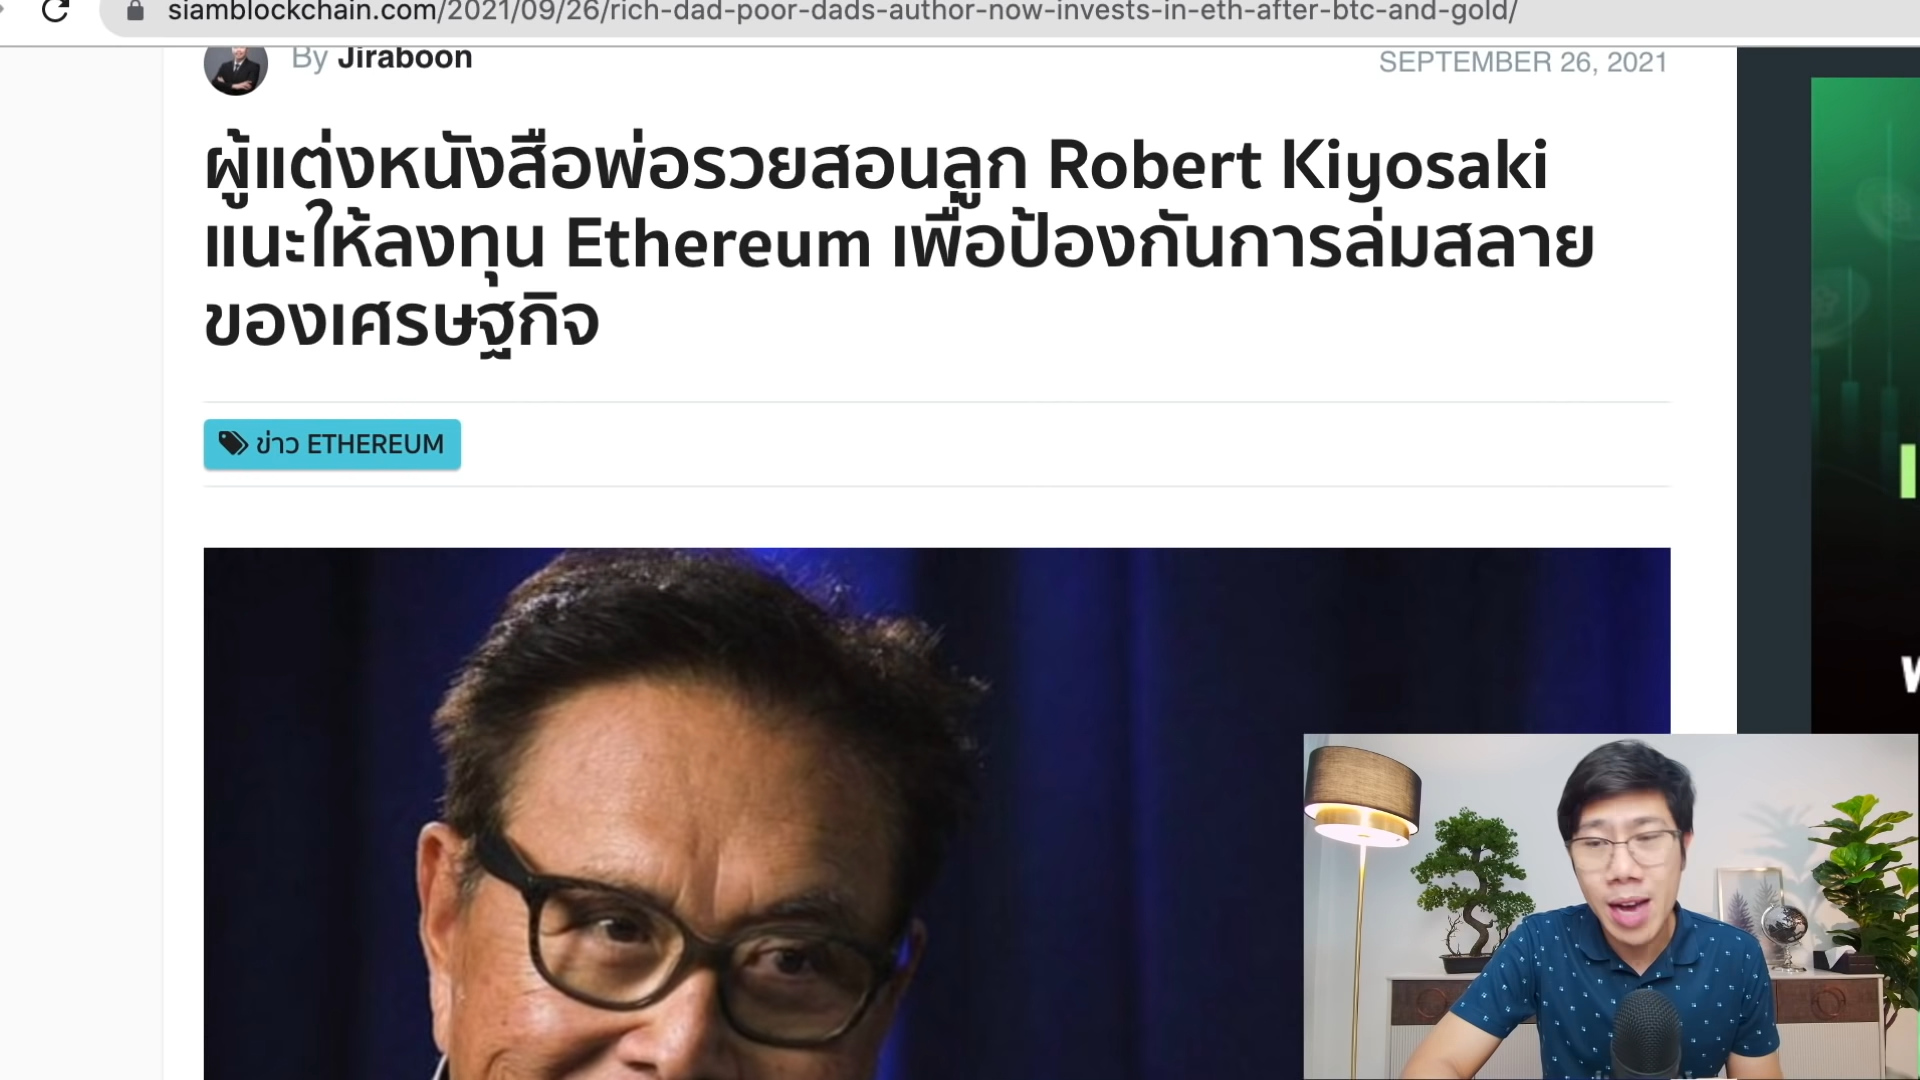 siamblockchain.com/2021/09/26/rich-dad-poor-dads-author-now-invests-in-eth-after-btc-and-gold/
By Jiraboon
SEPTEMBER 26, 2021
ผู้แต่งหนังสือพ่อรวยสอนลูก Robert Kiyosaki
แนะให้ลงทุน Ethereum เพื่อป้องกันการล่มสลาย
ของเศรษฐกิจ
ข่าว ETHEREUM